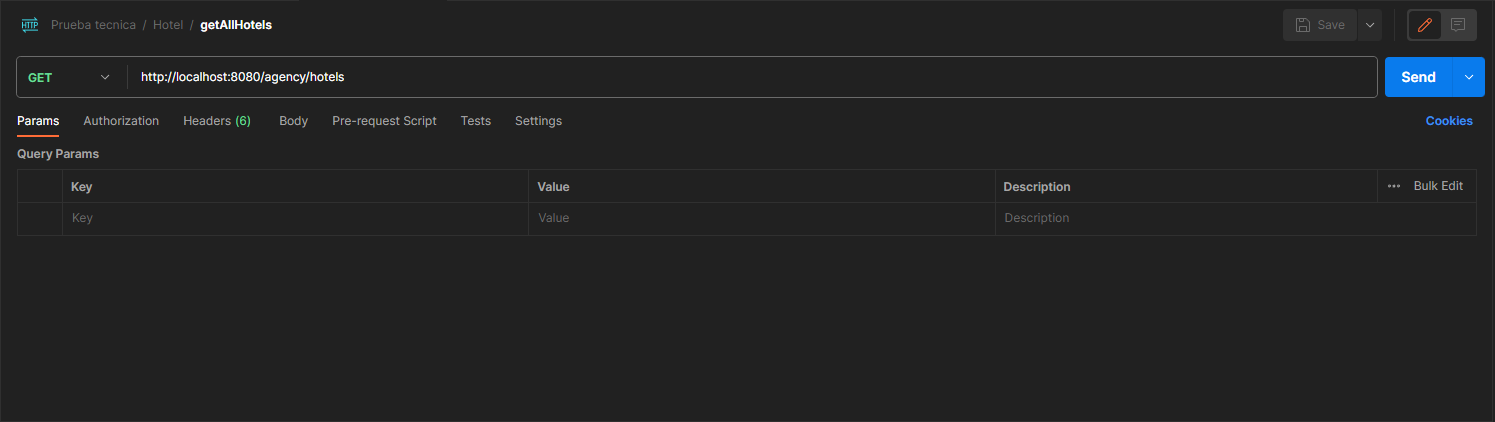 HTTP Prueba tecnica / Hotel / getAllHotels Save
GET http://localhost:8080/agency/hotels Send
Params Authorization Headers (6) Body Pre-request Script Tests Settings Cookies
Query Params
Key Value Description ••• Bulk Edit
Key Value Description